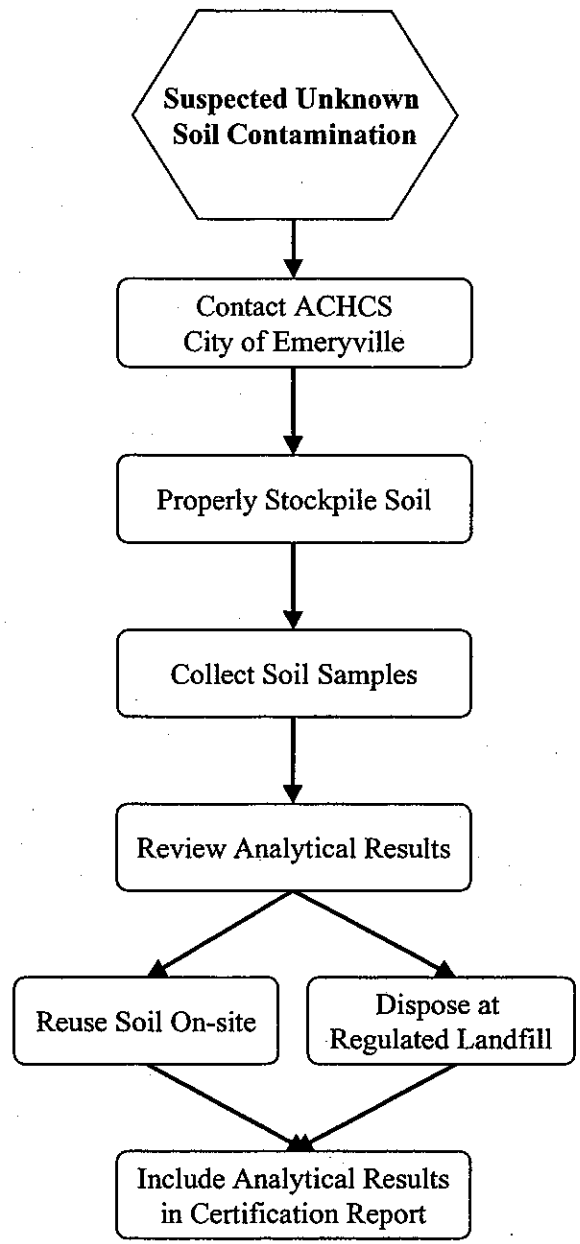 Suspected Unknown
Soil Contamination
Contact ACHCS
City of Emeryville
Properly Stockpile Soil
Collect Soil Samples
Review Analytical Results
Reuse Soil On-site
Dispose at
Regulated Landfill
Include Analytical Results
in Certification Report